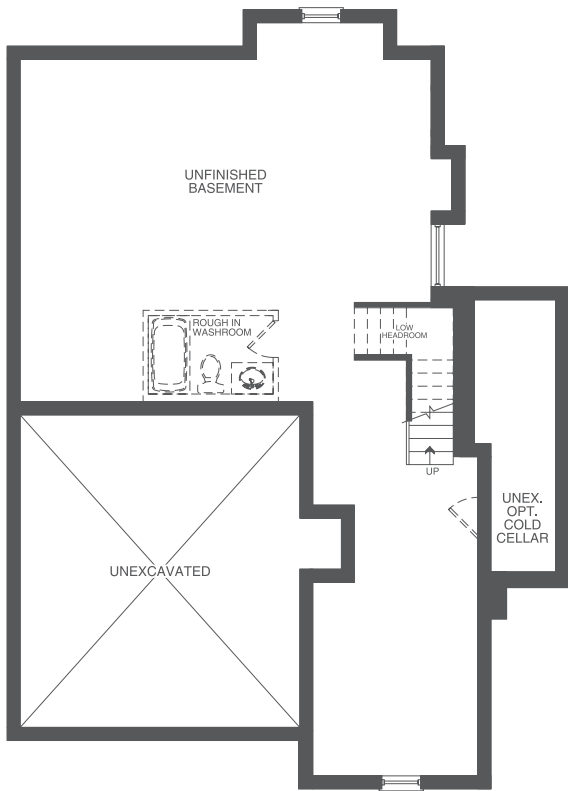 UNFINISHED
BASEMENT
ROUGH IN
WASHROOM
LOW
HEADROOM
UP
UNEX.
OPT.
COLD
CELLAR
UNEXCAVATED